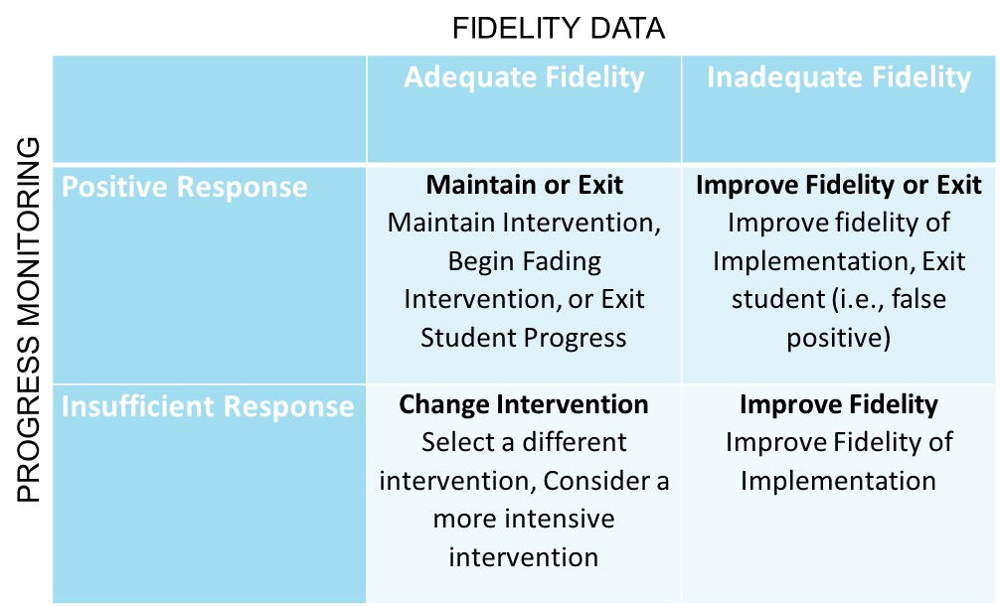 FIDELITY DATA
Adequate Fidelity
Inadequate Fidelity
PROGRESS MONITORING
Positive Response
Maintain or Exit
Maintain Intervention,
Begin Fading
Intervention, or Exit
Student Progress
Improve Fidelity or Exit
Improve fidelity of
Implementation, Exit
student (i.e., false
positive)
Insufficient Response
Change Intervention
Select a different
intervention, Consider a
more intensive
intervention
Improve Fidelity
Improve Fidelity of
Implementation